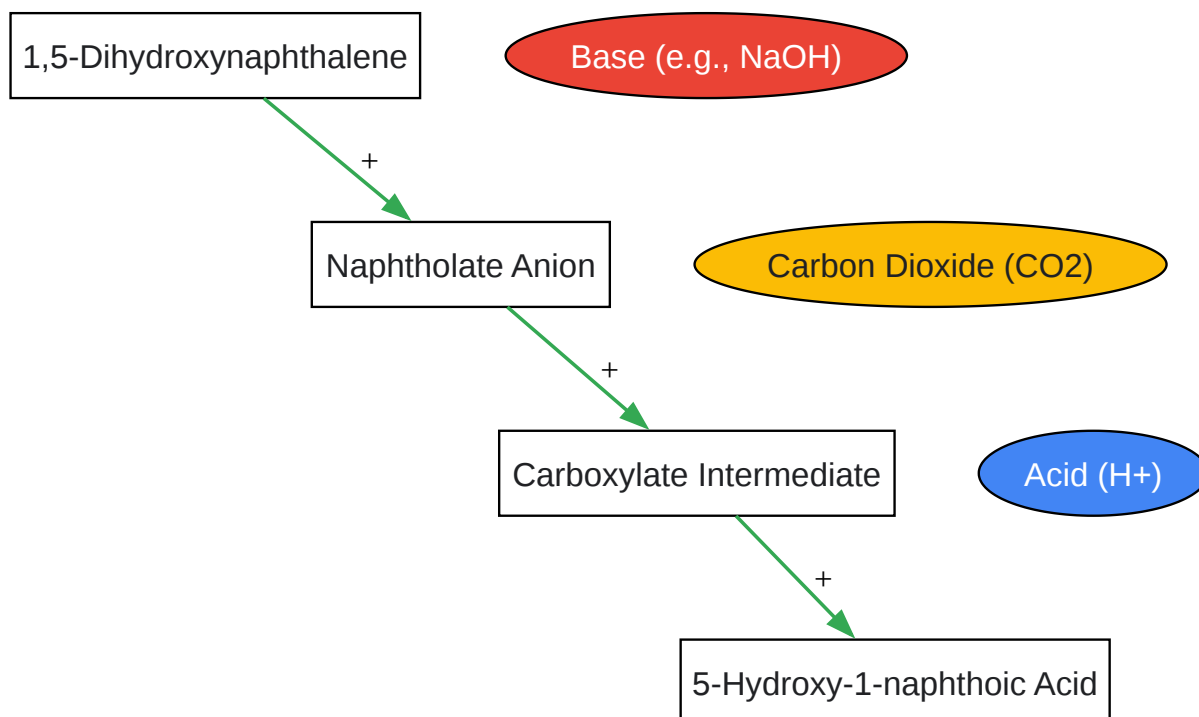 1,5-Dihydroxynaphthalene
Base (e.g., NaOH)
+
Naphtholate Anion
Carbon Dioxide (CO2)
+
Carboxylate Intermediate
Acid (H+)
+
5-Hydroxy-1-naphthoic Acid